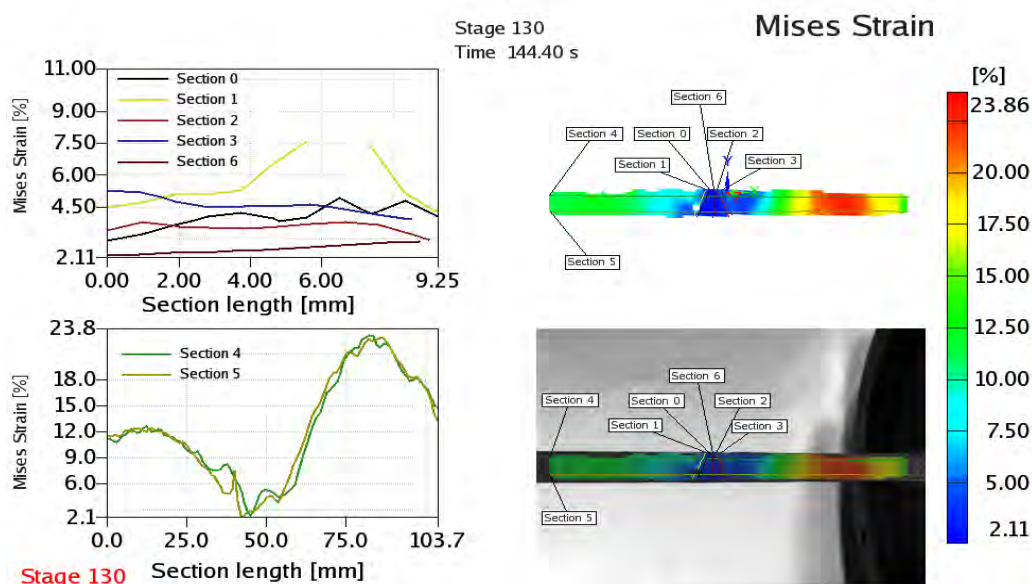 Stage 130
Time 144.40 s
Mises Strain
Mises Strain [%]
11.00
9.00
7.50
6.00
4.50
2.11
Section 0
Section 1
Section 2
Section 3
Section 6
0.00
2.00
4.00
6.00
9.25
Section length [mm]
Section 6
Section 4
Section 0
Section 2
Section 1
Section 3
Y
Section 5
[%]
23.86
20.00
17.50
15.00
12.50
10.00
7.50
5.00
2.11
Mises Strain [%]
23.8
18.0
15.0
12.0
9.0
6.0
2.1
Section 4
Section 5
0.0
25.0
50.0
75.0
103.7
Section length [mm]
Stage 130
Section 6
Section 4
Section 0
Section 2
Section 1
Section 3
Section 5